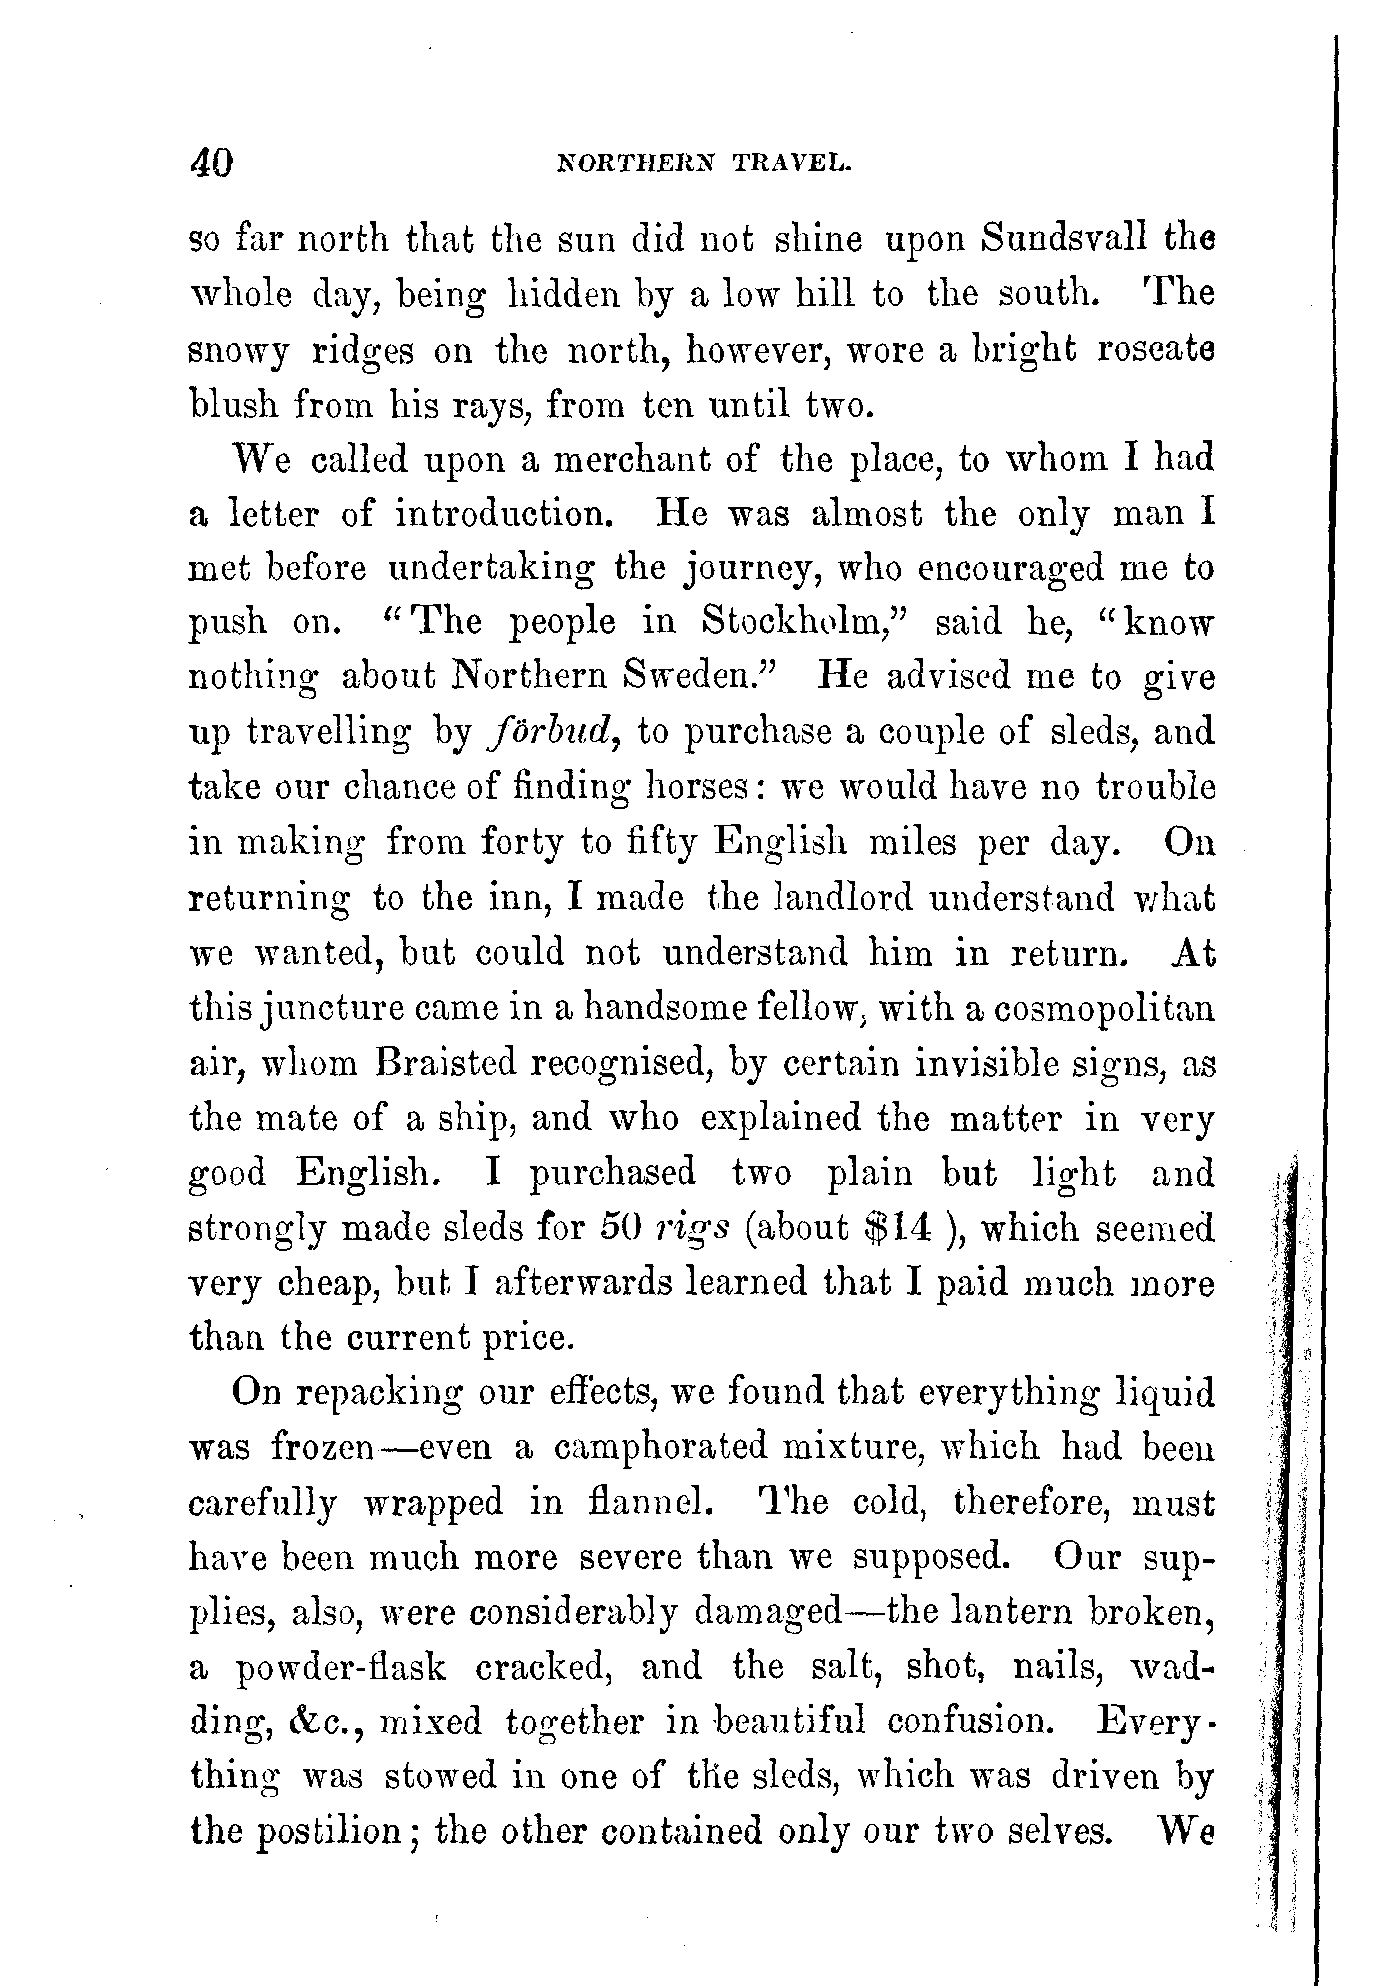 40 NORTHERN TRAVEL.
so far north that the sun did not shine upon Sundsvall the
whole day, being hidden by a low hill to the south. The
snowy ridges on the north, however, wore a bright roseate
blush from his rays, from ten until two.
We called upon a merchant of the place, to whom I had
a letter of introduction. He was almost the only man I
met before undertaking the journey, who encouraged me to
push on. “The people in Stockholm,” said he, “know
nothing about Northern Sweden.” He advised me to give
up travelling by förbud, to purchase a couple of sleds, and
take our chance of finding horses: we would have no trouble
in making from forty to fifty English miles per day. On
returning to the inn, I made the landlord understand what
we wanted, but could not understand him in return. At
this juncture came in a handsome fellow, with a cosmopolitan
air, whom Braisted recognised, by certain invisible signs, as
the mate of a ship, and who explained the matter in very
good English. I purchased two plain but light and
strongly made sleds for 50 rigs (about $14 ), which seemed
very cheap, but I afterwards learned that I paid much more
than the current price.
On repacking our effects, we found that everything liquid
was frozen—even a camphorated mixture, which had been
carefully wrapped in flannel. The cold, therefore, must
have been much more severe than we supposed. Our sup-
plies, also, were considerably damaged—the lantern broken,
a powder-flask cracked, and the salt, shot, nails, wad-
ding, &c., mixed together in beautiful confusion. Every-
thing was stowed in one of the sleds, which was driven by
the postilion; the other contained only our two selves. We